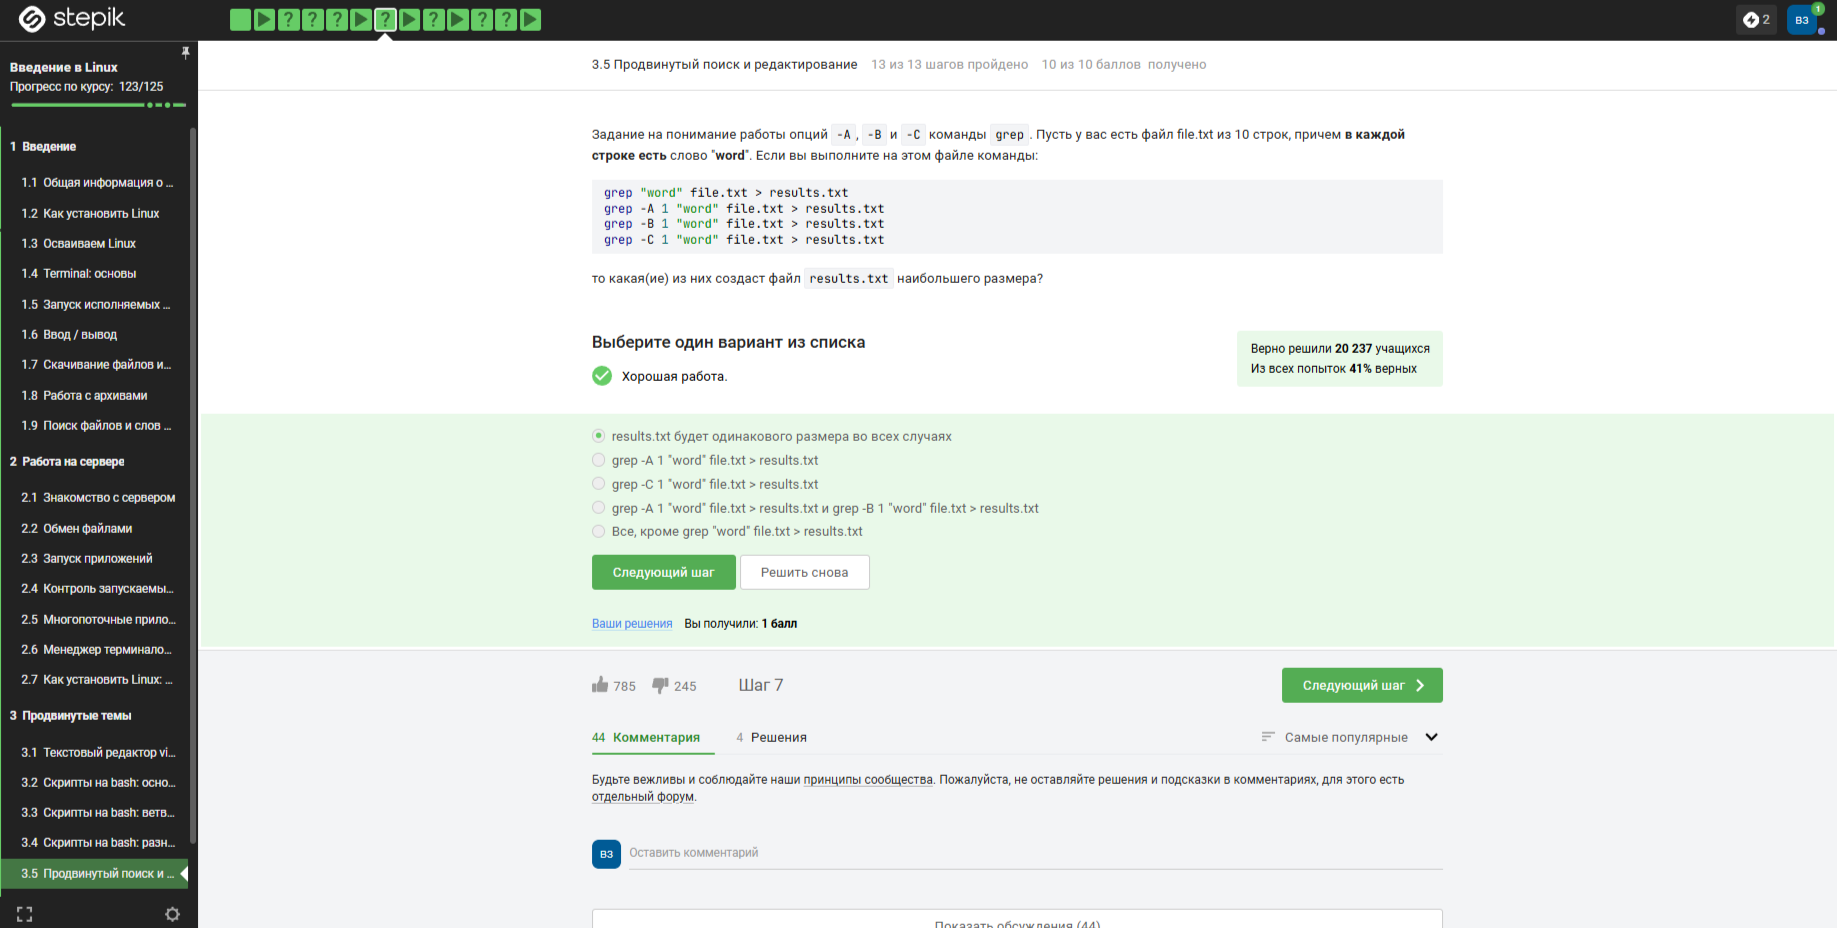 stepik
2
ВЗ
1
Введение в Linux
Прогресс по курсу: 123/125
1 Введение
1.1 Общая информация о ...
1.2 Как установить Linux
1.3 Осваиваем Linux
1.4 Terminal: основы
1.5 Запуск исполняемых ...
1.6 Ввод / вывод
1.7 Скачивание файлов и...
1.8 Работа с архивами
1.9 Поиск файлов и слов ...
2 Работа на сервере
2.1 Знакомство с сервером
2.2 Обмен файлами
2.3 Запуск приложений
2.4 Контроль запускаемы...
2.5 Многопоточные прило...
2.6 Менеджер терминало...
2.7 Как установить Linux: ...
3 Продвинутые темы
3.1 Текстовый редактор vi...
3.2 Скрипты на bash: осно...
3.3 Скрипты на bash: ветв...
3.4 Скрипты на bash: разн...
3.5 Продвинутый поиск и ...
3.5 Продвинутый поиск и редактирование 13 из 13 шагов пройдено 10 из 10 баллов получено
Задание на понимание работы опций -A, -B и -C команды grep. Пусть у вас есть файл file.txt из 10 строк, причем в каждой
строке есть слово "word". Если вы выполните на этом файле команды:
grep "word" file.txt > results.txt
grep -A 1 "word" file.txt > results.txt
grep -B 1 "word" file.txt > results.txt
grep -C 1 "word" file.txt > results.txt
то какая(ие) из них создаст файл results.txt наибольшего размера?
Выберите один вариант из списка
Хорошая работа.
Верно решили 20 237 учащихся
Из всех попыток 41% верных
results.txt будет одинакового размера во всех случаях
grep -A 1 "word" file.txt > results.txt
grep -C 1 "word" file.txt > results.txt
grep -A 1 "word" file.txt > results.txt и grep -B 1 "word" file.txt > results.txt
Все, кроме grep "word" file.txt > results.txt
Следующий шаг
Решить снова
Ваши решения Вы получили: 1 балл
785 245 Шаг 7
Следующий шаг
44 Комментария 4 Решения
Самые популярные
Будьте вежливы и соблюдайте наши принципы сообщества. Пожалуйста, не оставляйте решения и подсказки в комментариях, для этого есть
отдельный форум.
ВЗ
Оставить комментарий
Показать обсуждения (44)